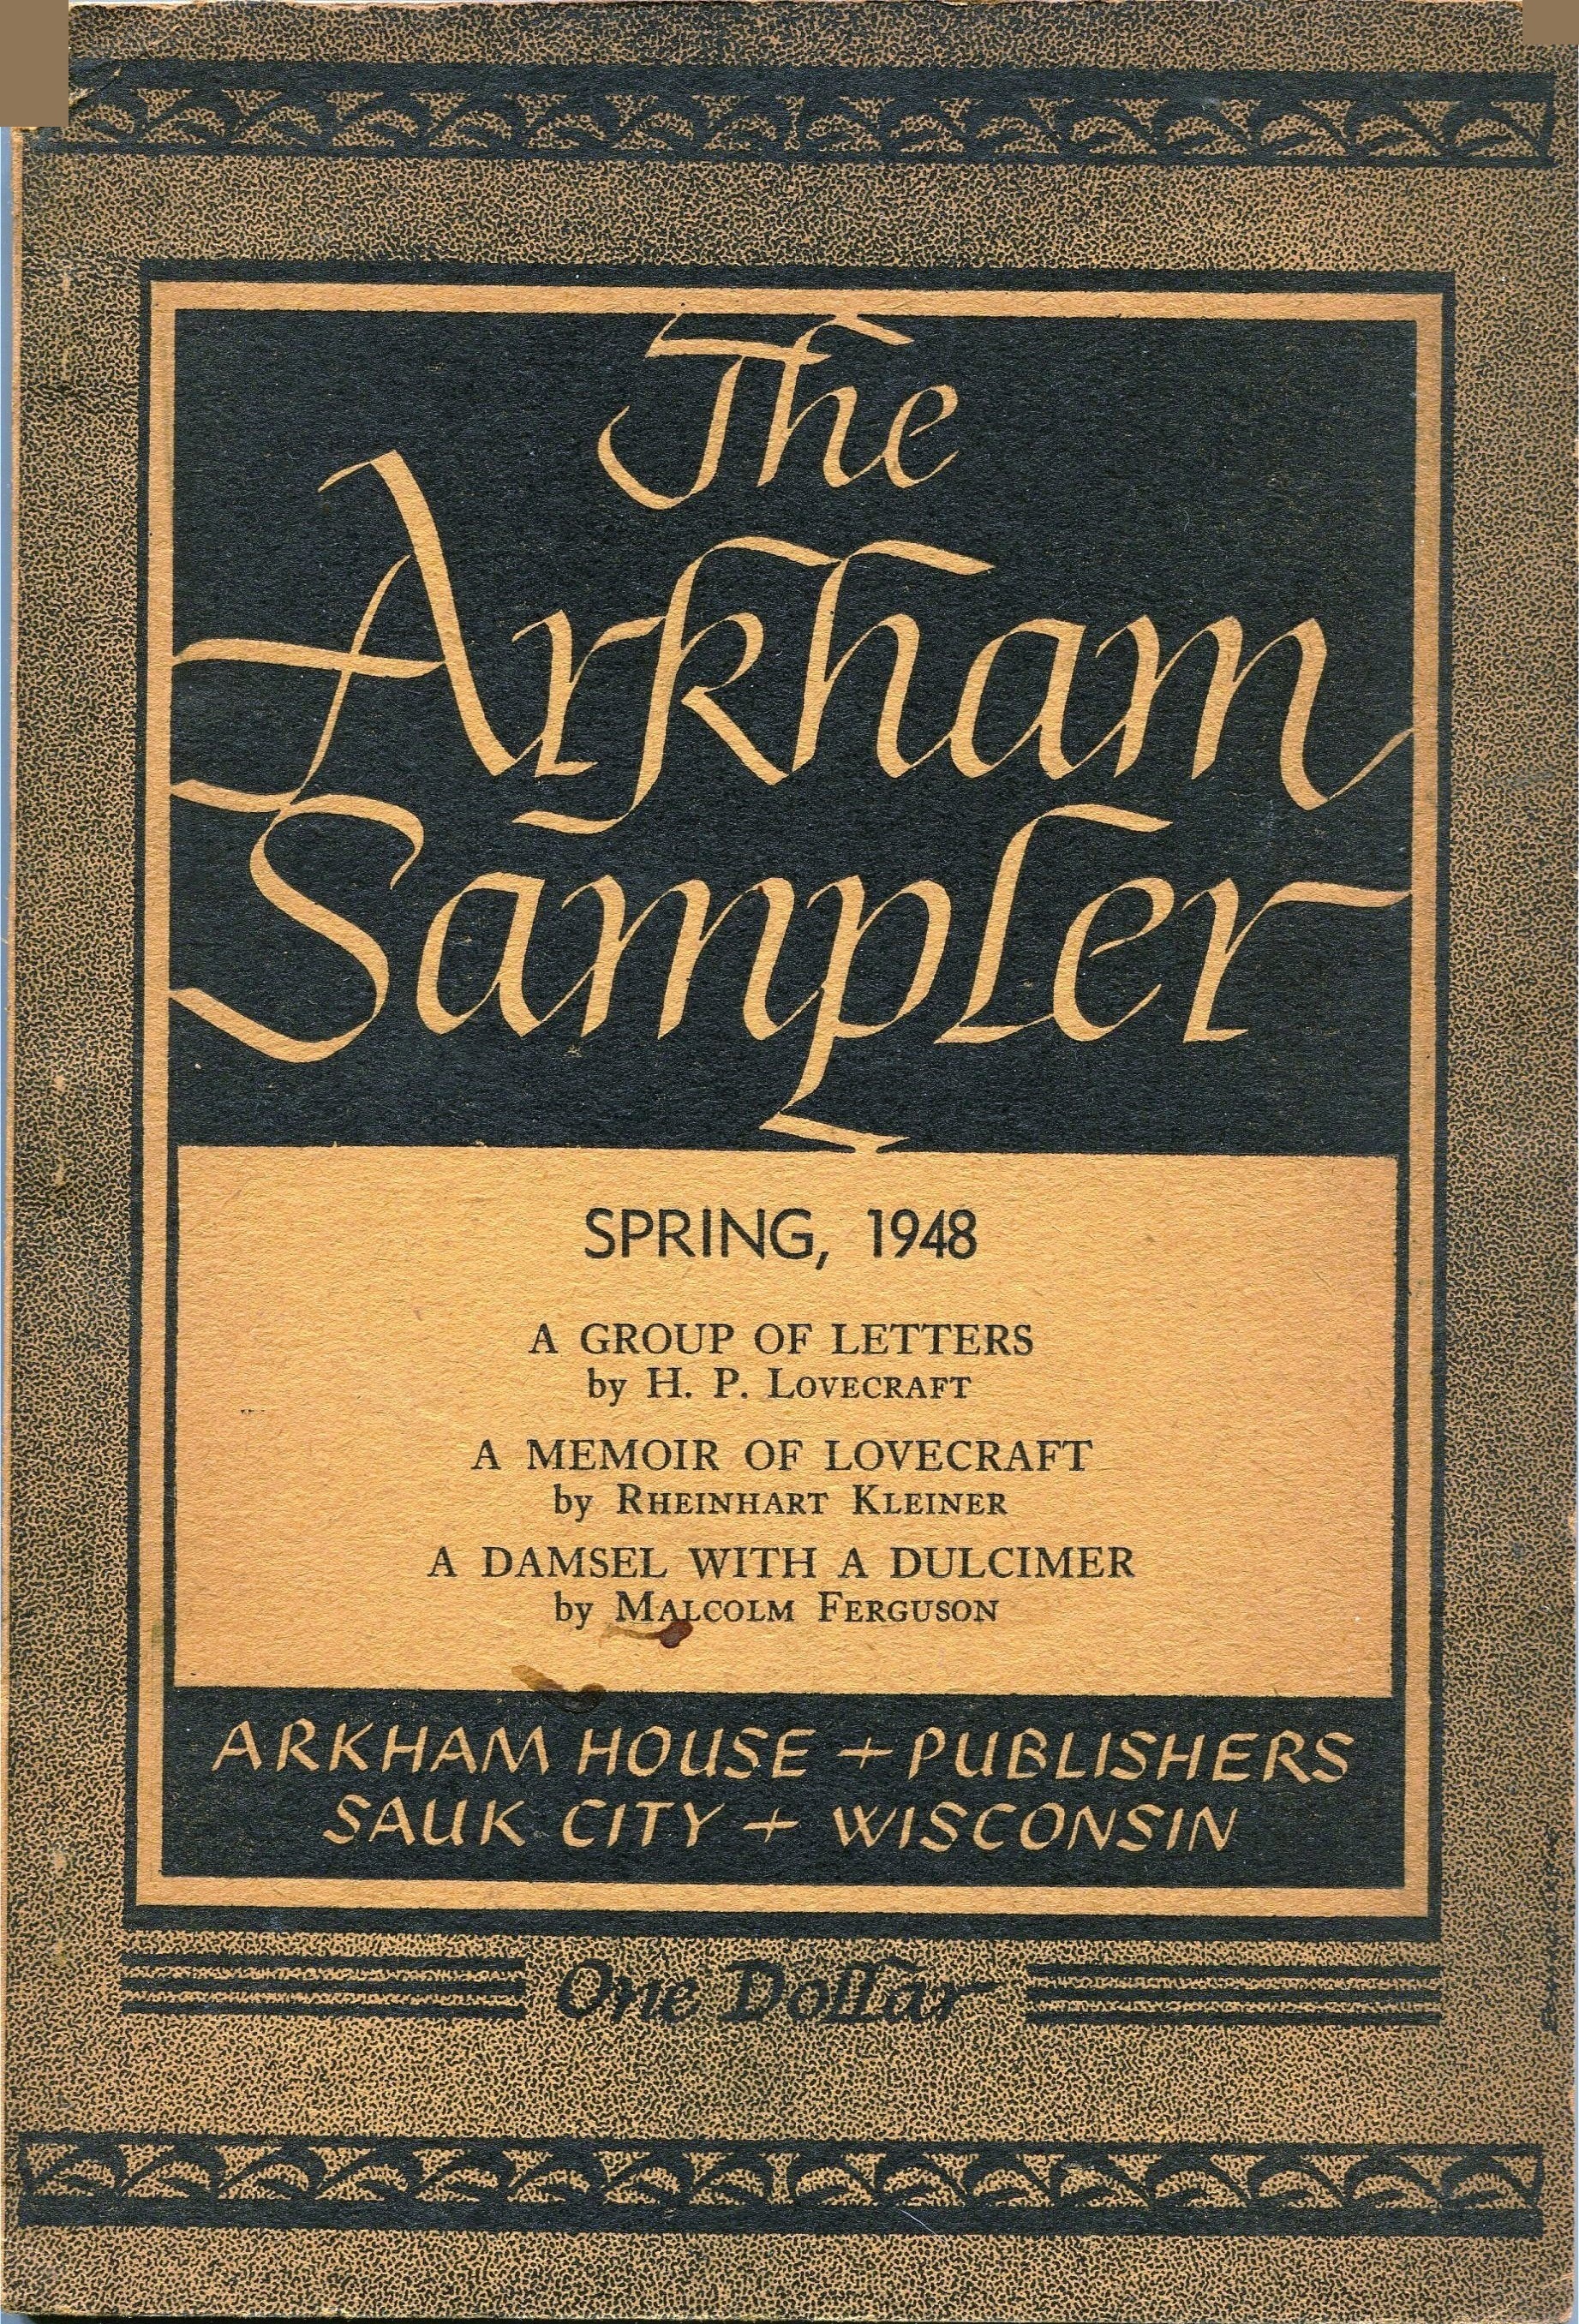 The
Arkham
Sampler
SPRING, 1948
A GROUP OF LETTERS
by H. P. LOVECRAFT
A MEMOIR OF LOVECRAFT
by RHEINHART KLEINER
A DAMSEL WITH A DULCIMER
by MALCOLM FERGUSON
ARKHAM HOUSE + PUBLISHERS
SAUK CITY + WISCONSIN
One Dollar